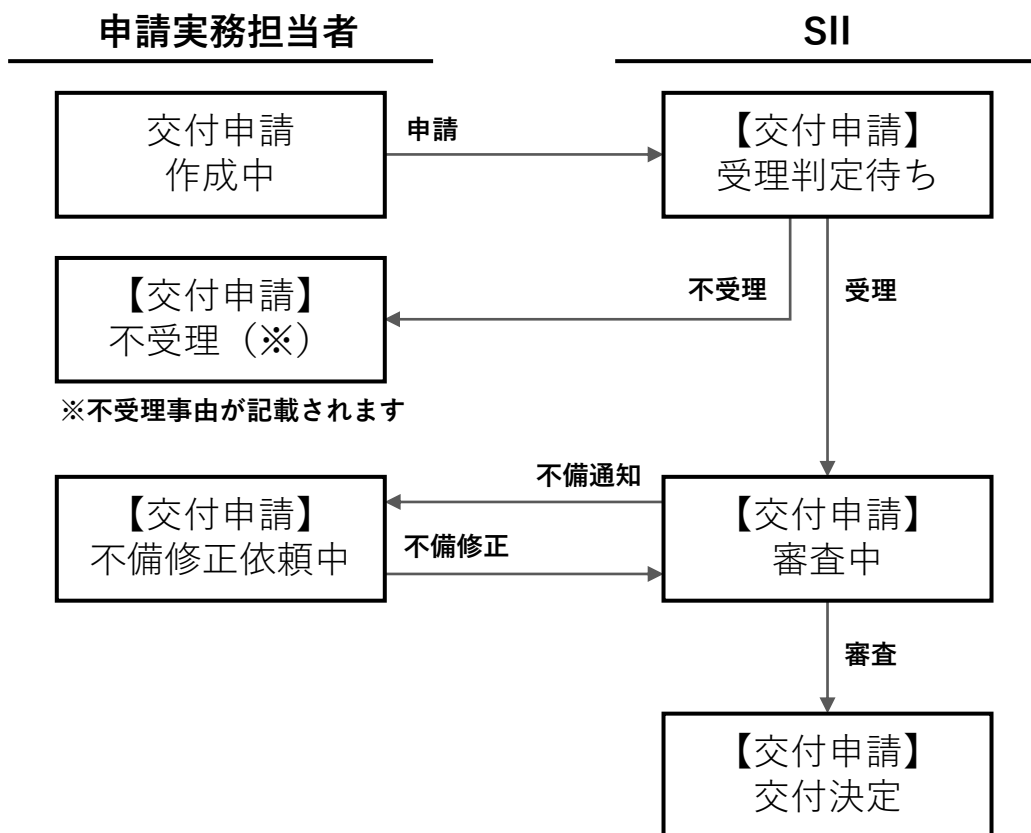 申請実務担当者
SII
交付申請
作成中
申請
【交付申請】
受理判定待ち
【交付申請】
不受理（※）
不受理
受理
※不受理事由が記載されます
【交付申請】
不備修正依頼中
不備通知
不備修正
【交付申請】
審査中
審査
【交付申請】
交付決定